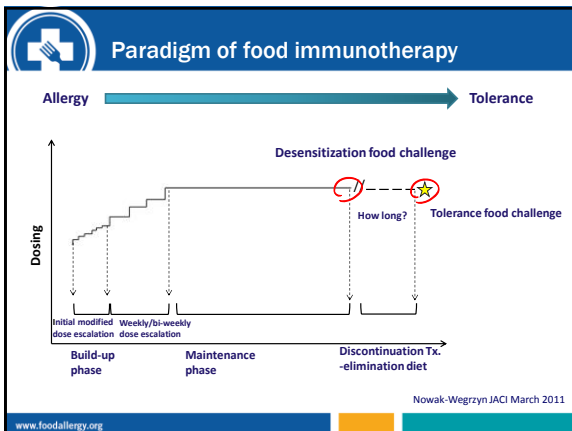 Paradigm of food immunotherapy
Allergy
Tolerance
Desensitization food challenge
//
How long?
Tolerance food challenge
Dosing
Initial modified
dose escalation
Weekly/bi-weekly
dose escalation
Build-up
phase
Maintenance
phase
Discontinuation Tx.
-elimination diet
Nowak-Wegrzyn JACI March 2011
www.foodallergy.org